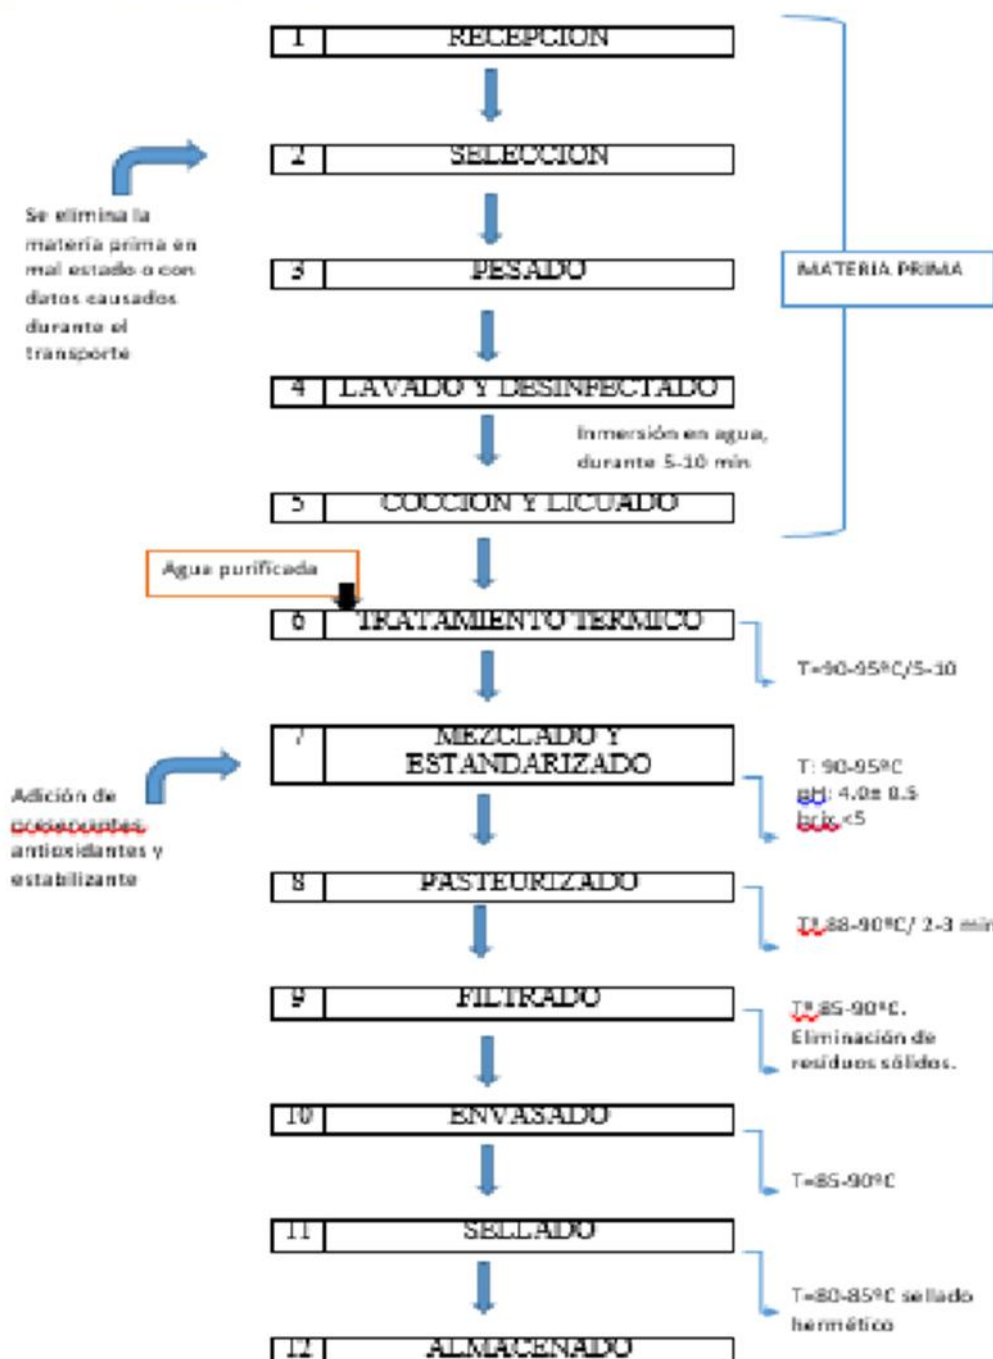 1 RECEPCION
2 SELECCION
Se elimina la
materia prima en
mal estado o con
datos causados
durante el
transporte
3 PESADO
MATERIA PRIMA
4 LAVADO Y DESINFECTADO
Inmersión en agua,
durante 5-10 min
5 COCCION Y LICUADO
Agua purificada
6 TRATAMIENTO TERMICO
T=90-95ºC/5-10
7 MEZCLADO Y
ESTANDARIZADO
T: 90-95ºC
pH: 4.0± 0.5
brix <5
Adición de
preservantes,
antioxidantes y
estabilizante
8 PASTEURIZADO
Tª 88-90ºC/ 2-3 min
9 FILTRADO
Tª 85-90ºC.
Eliminación de
residuos sólidos.
10 ENVASADO
T=85-90ºC
11 SELLADO
T=80-85ºC sellado
hermético
12 ALMACENADO